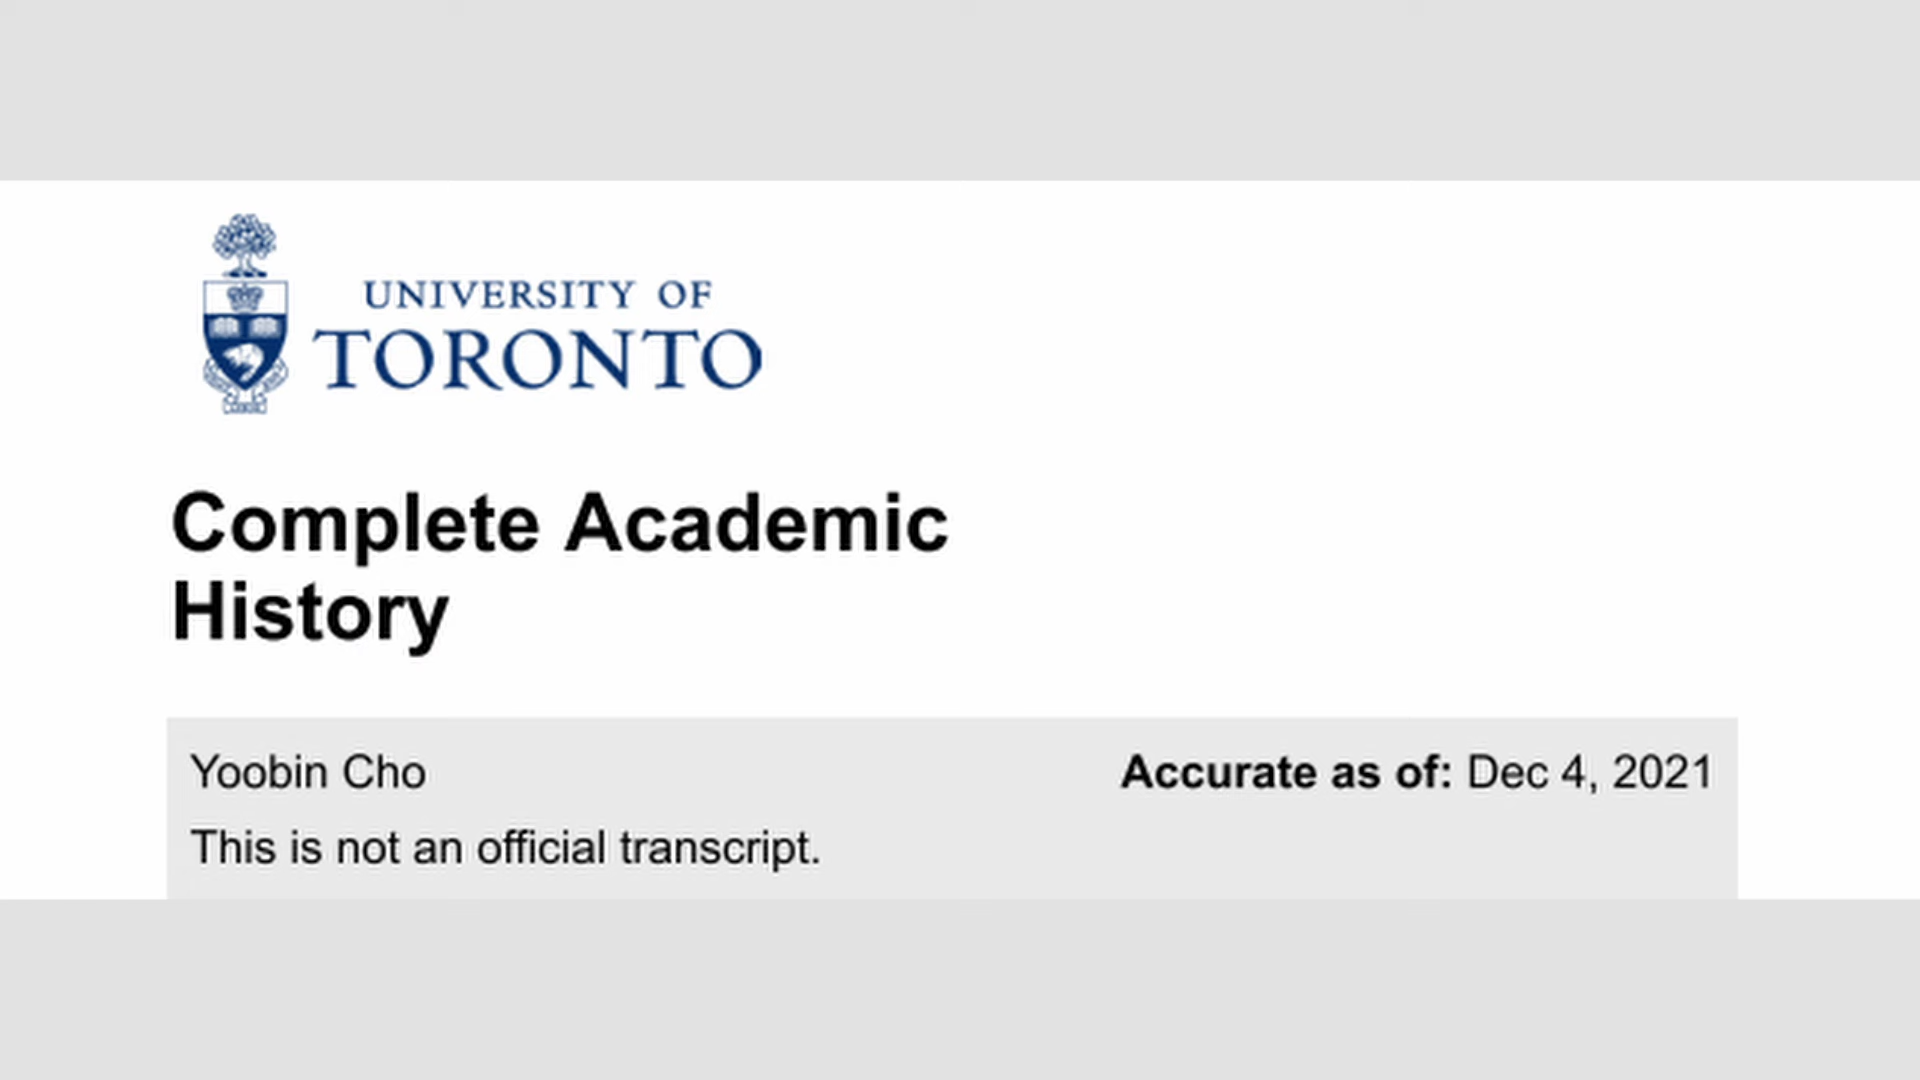 UNIVERSITY OF
TORONTO
Complete Academic
History
Yoobin Cho
Accurate as of: Dec 4, 2021
This is not an official transcript.